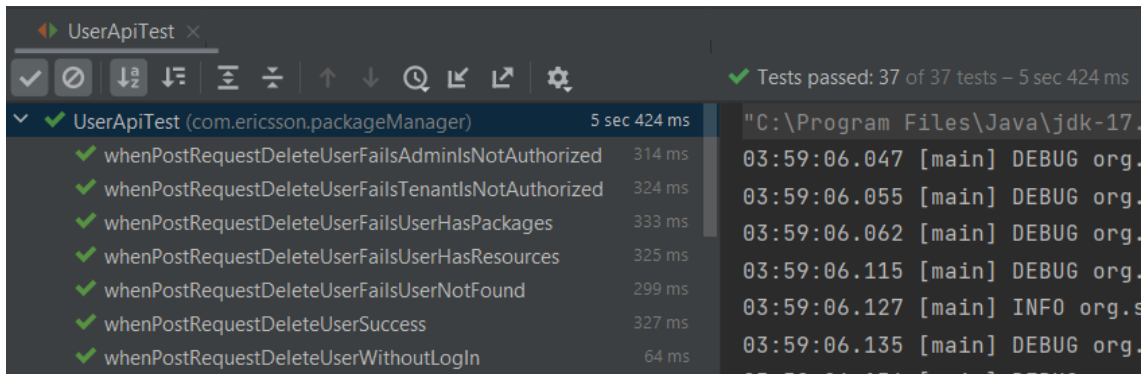 UserApiTest
Tests passed: 37 of 37 tests – 5 sec 424 ms
UserApiTest (com.ericsson.packageManager) 5 sec 424 ms
whenPostRequestDeleteUserFailsAdminIsNotAuthorized 314 ms
whenPostRequestDeleteUserFailsTenantIsNotAuthorized 324 ms
whenPostRequestDeleteUserFailsUserHasPackages 333 ms
whenPostRequestDeleteUserFailsUserHasResources 325 ms
whenPostRequestDeleteUserFailsUserNotFound 299 ms
whenPostRequestDeleteUserSuccess 327 ms
whenPostRequestDeleteUserWithoutLogIn 64 ms
"C:\Program Files\Java\jdk-17.
03:59:06.047 [main] DEBUG org.
03:59:06.055 [main] DEBUG org.
03:59:06.062 [main] DEBUG org.
03:59:06.115 [main] DEBUG org.
03:59:06.127 [main] INFO org.s
03:59:06.135 [main] DEBUG org.